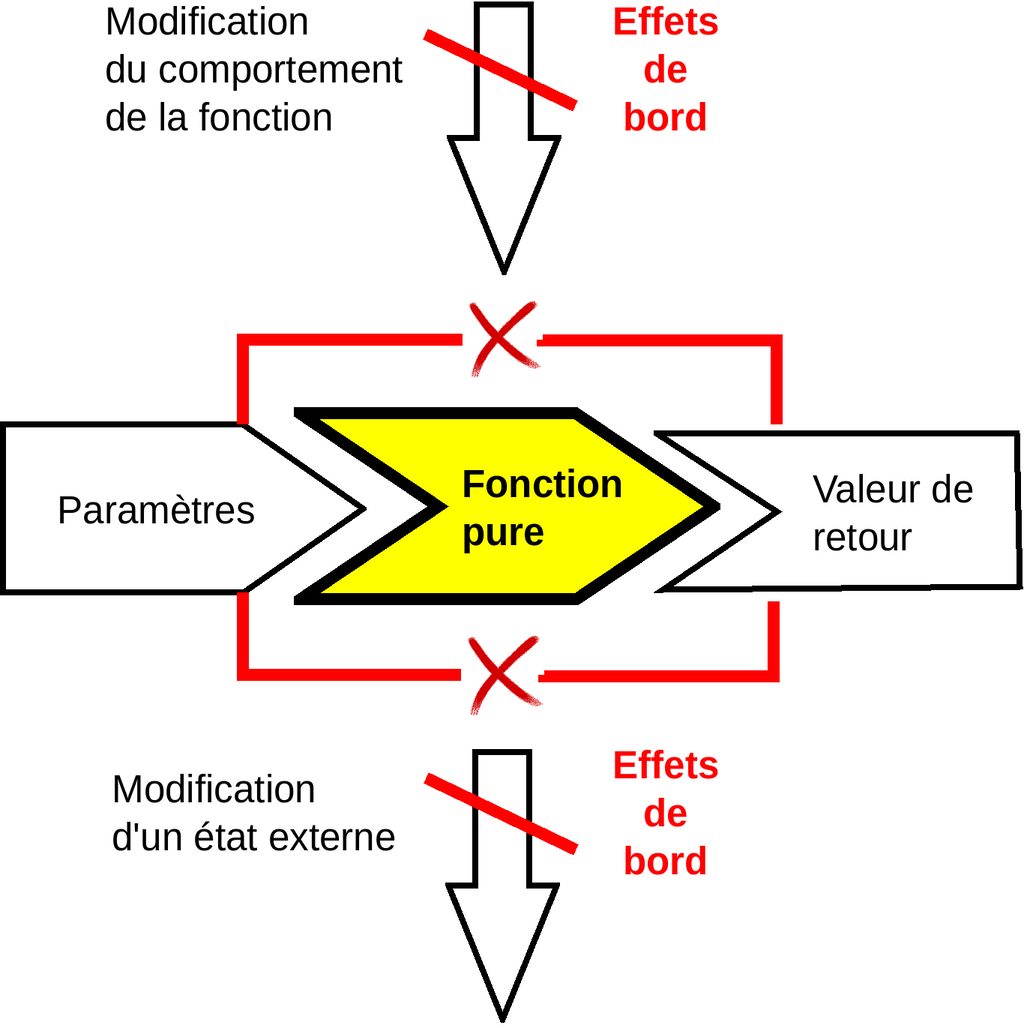 Modification
du comportement
de la fonction
Effets
de
bord
Paramètres
Fonction
pure
Valeur de
retour
Modification
d'un état externe
Effets
de
bord